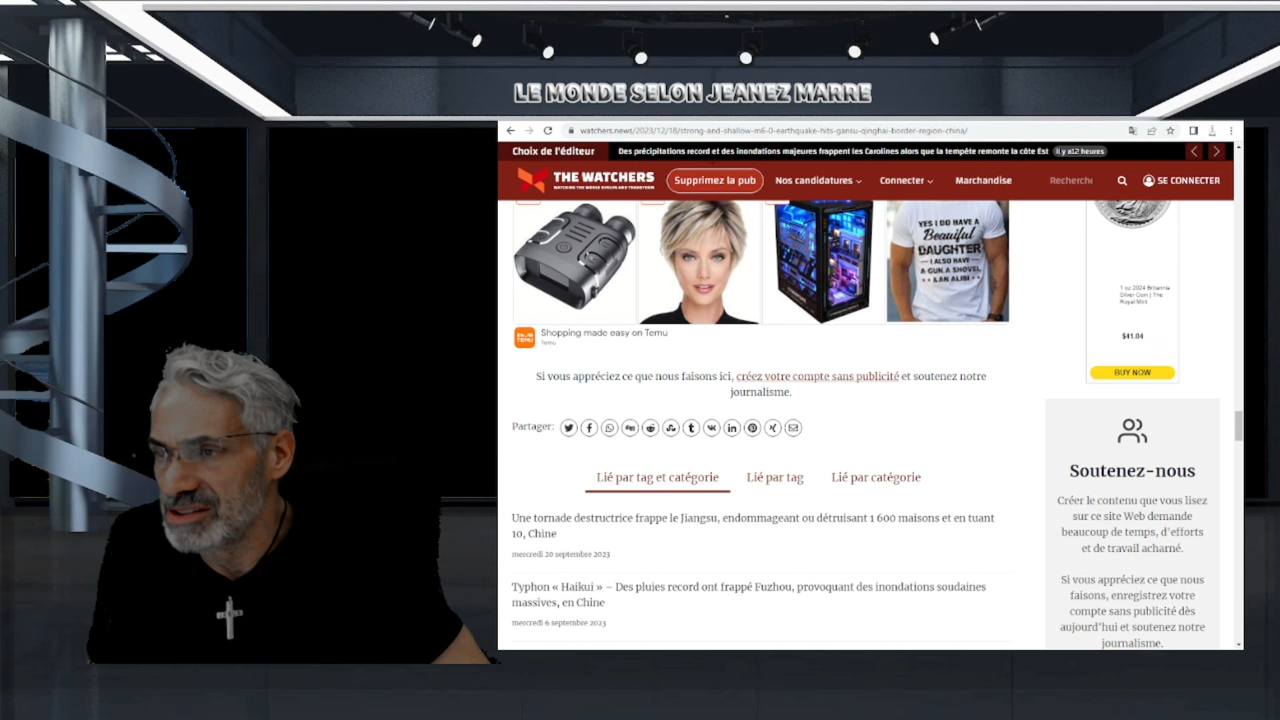 LE MONDE SELON JEANEZ MARRE
watchers.news/2023/12/18/strong-and-shallow-m6-0-earthquake-hits-gansu-qinghai-border-region-china/
Choix de l'éditeur
Des précipitations record et des inondations majeures frappent les Carolines alors que la tempête remonte la côte Est
Il y a12 heures
THE WATCHERS
WATCHING THE WORLD EVOLVE AND TRANSFORM
Supprimez la pub
Nos candidatures
Connecter
Marchandise
Recherche
SE CONNECTER
YES I DO HAVE A
Beautiful
DAUGHTER
I ALSO HAVE
A GUN, A SHOVEL
& AN ALIBI
1 oz 2024 Britannia
Silver Coin | The
Royal Mint
$41.04
BUY NOW
TEMU
Shopping made easy on Temu
Temu
Si vous appréciez ce que nous faisons ici, créez votre compte sans publicité et soutenez notre
journalisme.
Partager:
Lié par tag et catégorie
Lié par tag
Lié par catégorie
Une tornade destructrice frappe le Jiangsu, endommageant ou détruisant 1 600 maisons et en tuant
10, Chine
mercredi 20 septembre 2023
Typhon « Haikui » – Des pluies record ont frappé Fuzhou, provoquant des inondations soudaines
massives, en Chine
mercredi 6 septembre 2023
Soutenez-nous
Créer le contenu que vous lisez
sur ce site Web demande
beaucoup de temps, d'efforts
et de travail acharné.
Si vous appréciez ce que nous
faisons, enregistrez votre
compte sans publicité dès
aujourd'hui et soutenez notre
journalisme.